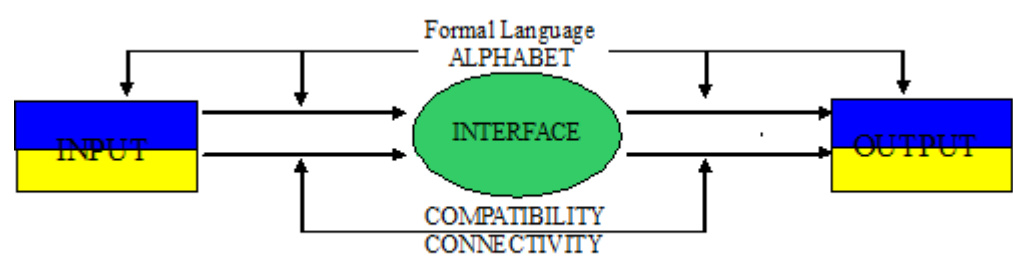 Formal Language
ALPHABET
INPUT
INTERFACE
OUTPUT
COMPATIBILITY
CONNECTIVITY